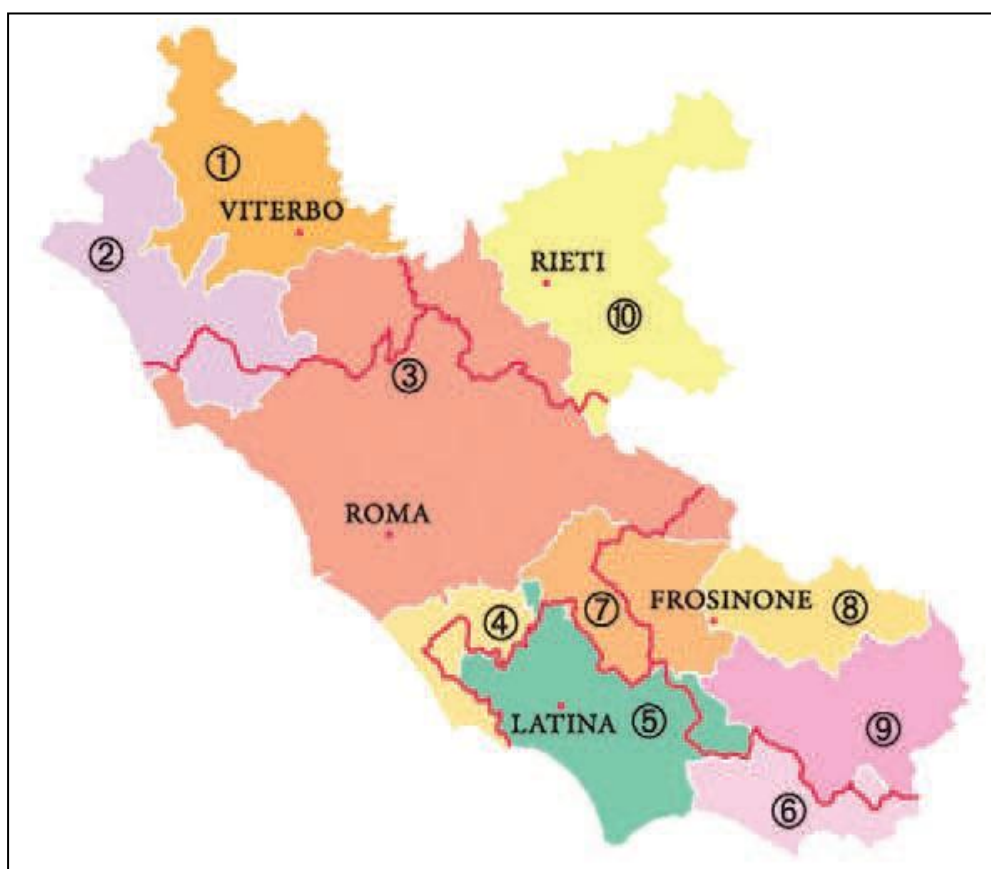 ①
VITERBO
②
RIETI
⑩
③
ROMA
④
⑦
FROSINONE
⑧
LATINA
⑤
⑨
⑥